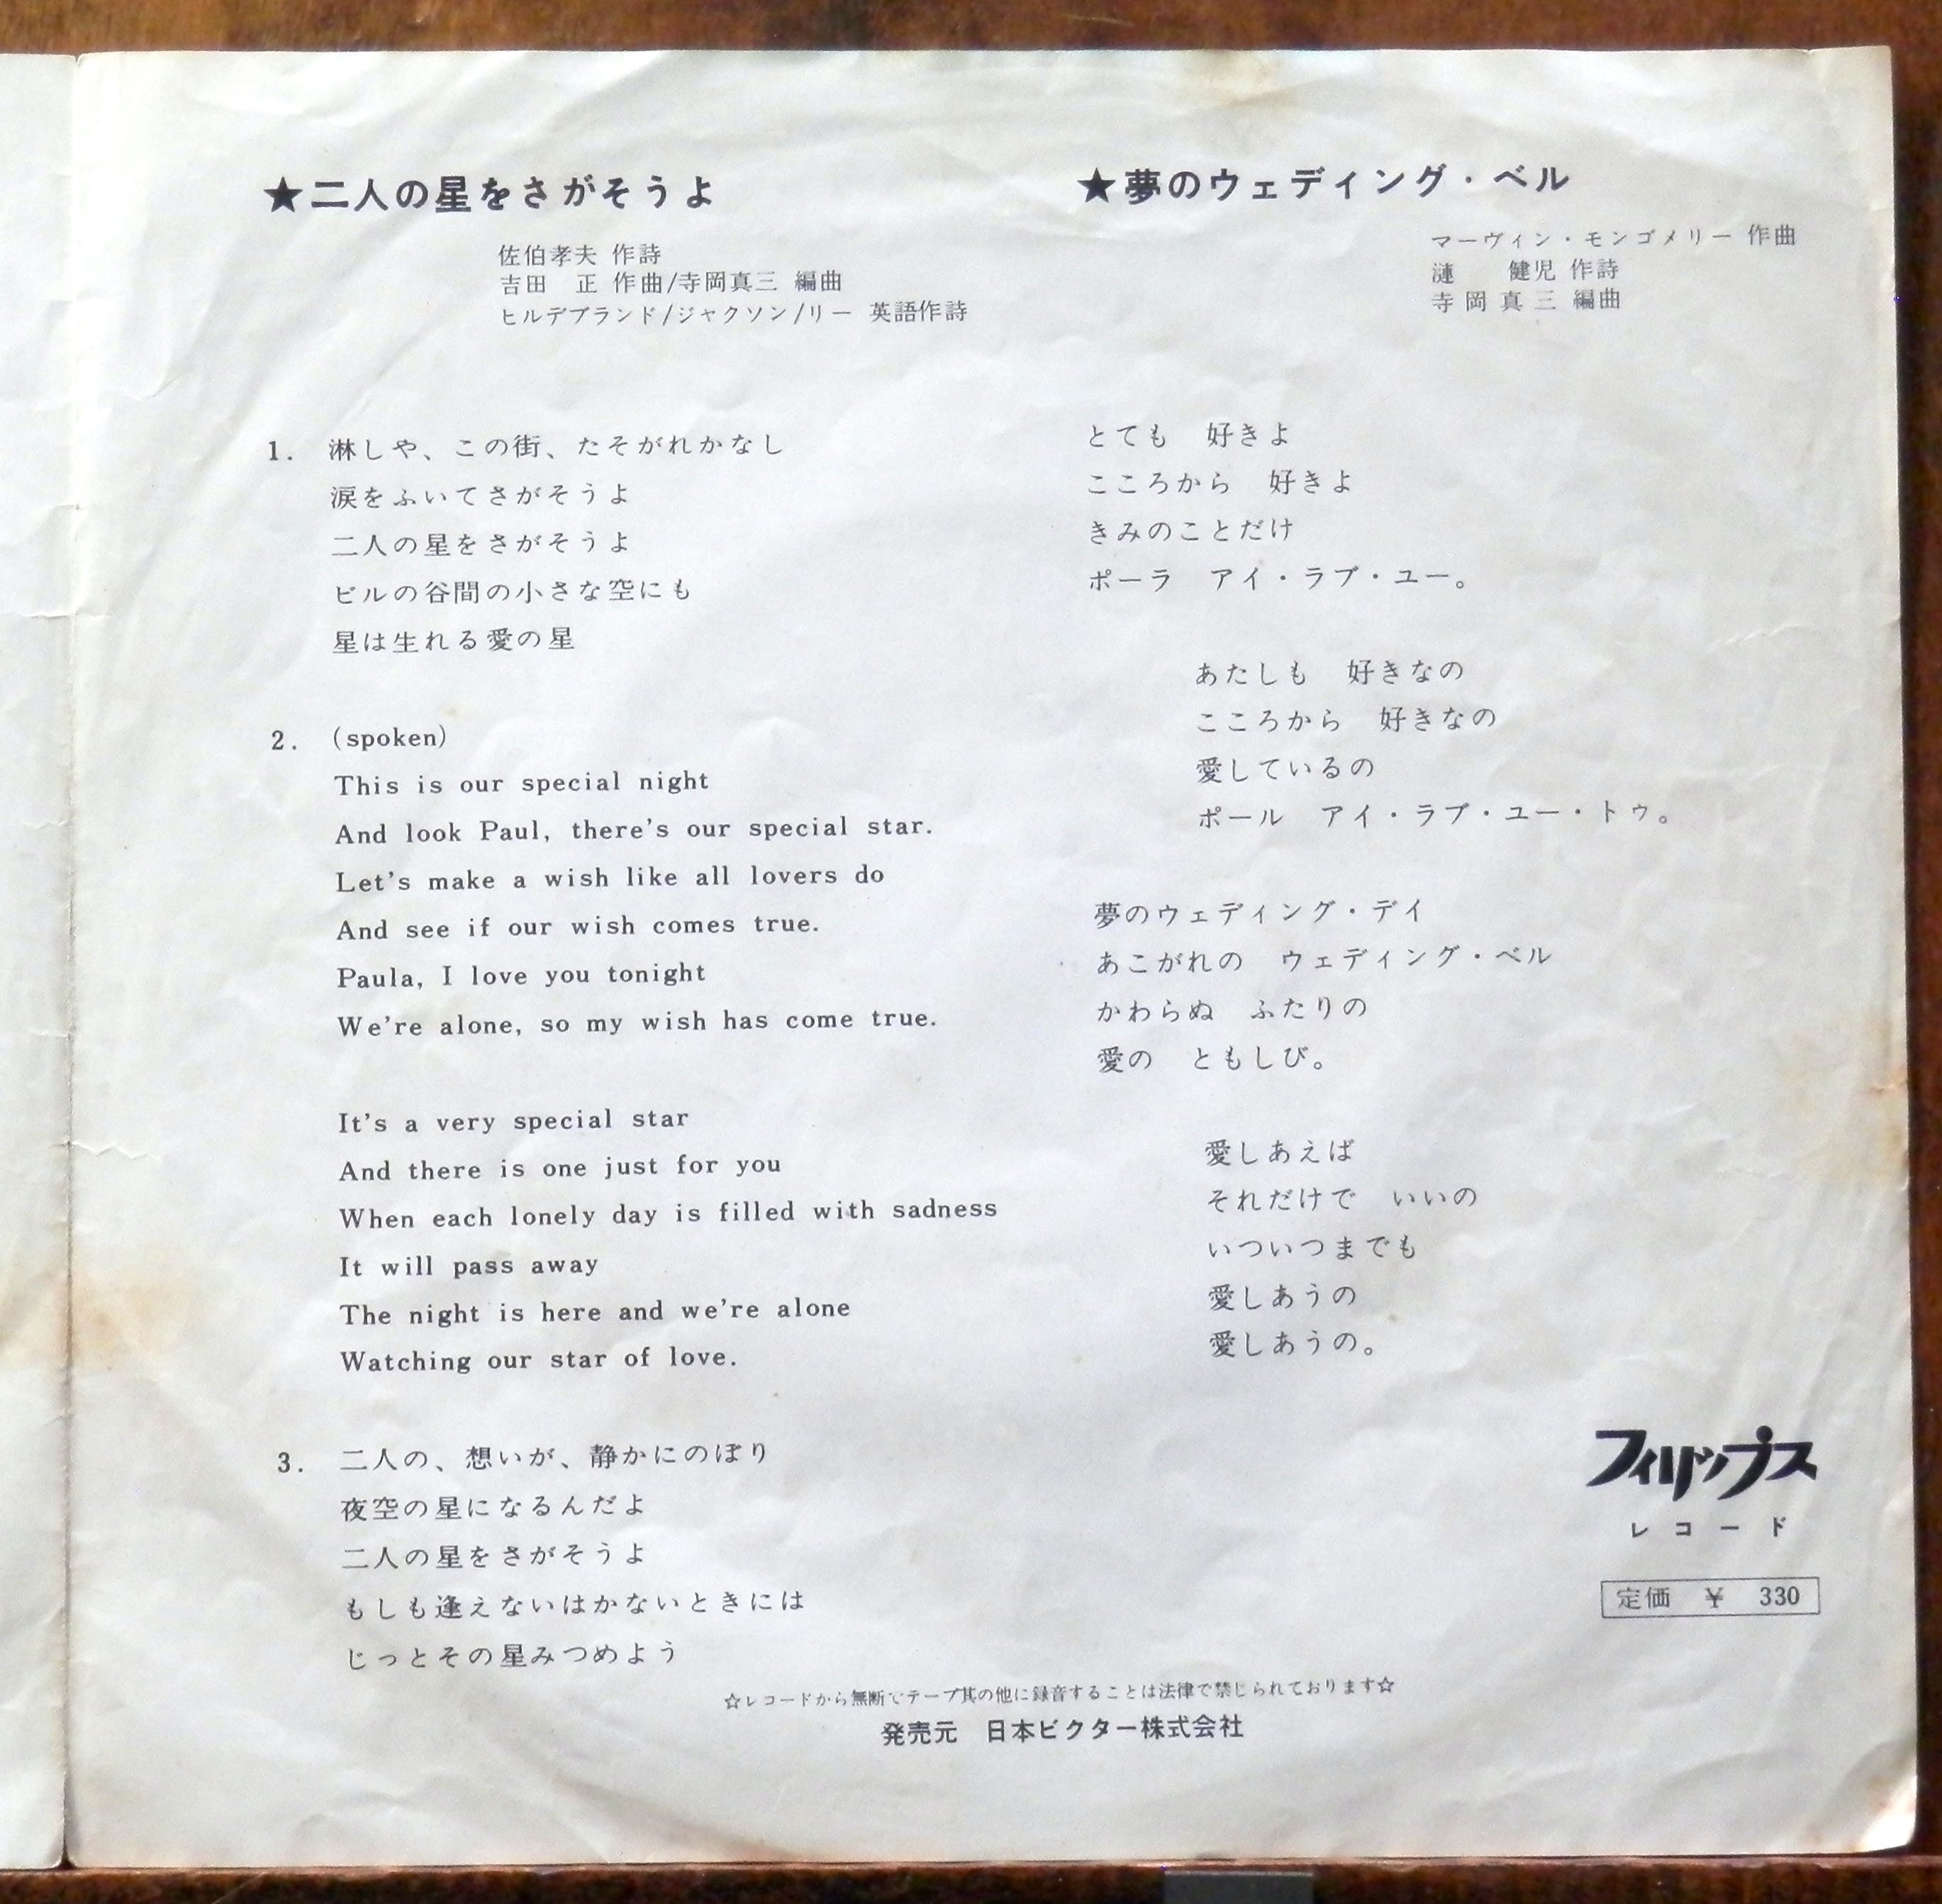 ★二人の星をさがそうよ
佐伯孝夫 作詩
吉田　正 作曲/寺岡真三 編曲
ヒルデブランド/ジャクソン/リー 英語作詩
1. 淋しや、この街、たそがれかなし
涙をふいてさがそうよ
二人の星をさがそうよ
ビルの谷間の小さな空にも
星は生れる愛の星
2. (spoken)
This is our special night
And look Paul, there's our special star.
Let's make a wish like all lovers do
And see if our wish comes true.
Paula, I love you tonight
We're alone, so my wish has come true.
It's a very special star
And there is one just for you
When each lonely day is filled with sadness
It will pass away
The night is here and we're alone
Watching our star of love.
3. 二人の、想いが、静かにのぼり
夜空の星になるんだよ
二人の星をさがそうよ
もしも逢えないはかないときには
じっとその星みつめよう
★夢のウェディング・ベル
マーヴィン・モンゴメリー 作曲
漣　健児 作詩
寺岡真三 編曲
とても　好きよ
こころから　好きよ
きみのことだけ
ポーラ　アイ・ラブ・ユー。
あたしも　好きなの
こころから　好きなの
愛しているの
ポール　アイ・ラブ・ユー・トゥ。
夢のウェディング・デイ
あこがれの　ウェディング・ベル
かわらぬ　ふたりの
愛の　ともしび。
愛しあえば
それだけで　いいの
いついつまでも
愛しあうの
愛しあうの。
フィリップス
レコード
定価　￥　330
☆レコードから無断でテープ其の他に録音することは法律で禁じられております☆
発売元　日本ビクター株式会社